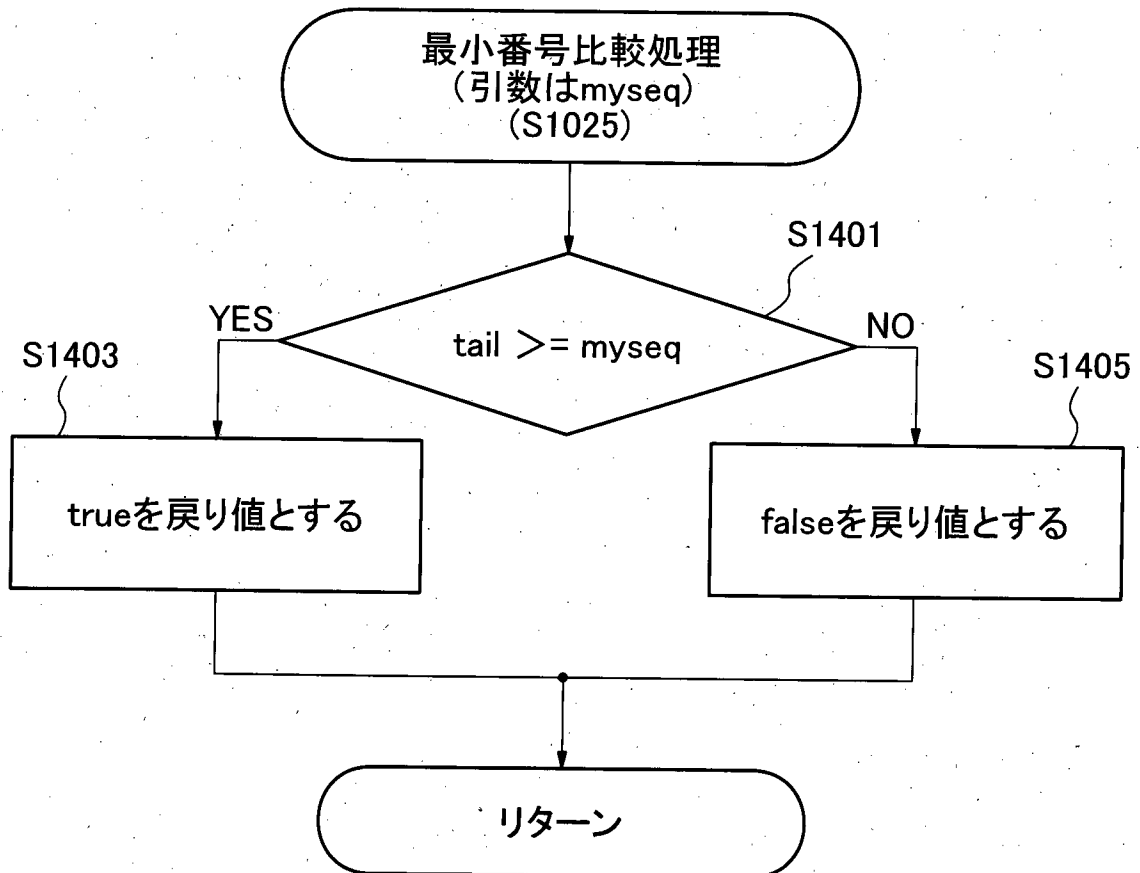 最小番号比較処理
(引数はmyseq)
(S1025)
S1401
YES
tail >= myseq
NO
S1403
S1405
trueを戻り値とする
falseを戻り値とする
リターン